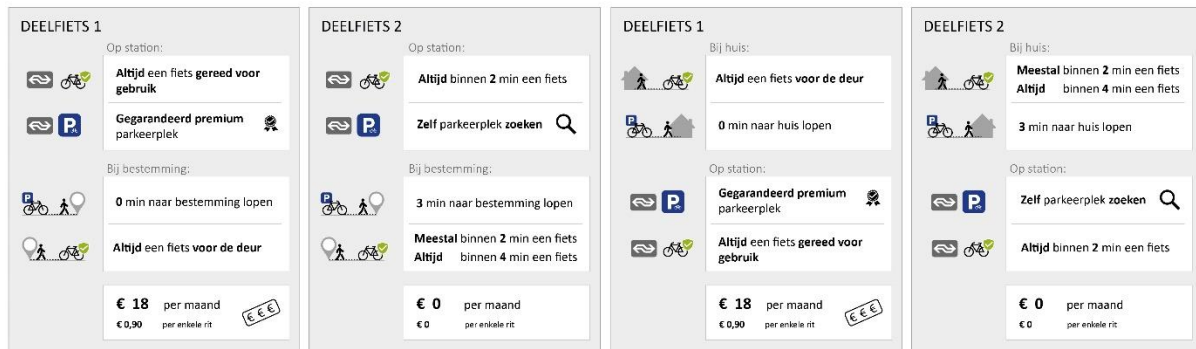 DEELFIETS 1
Op station:
Altijd een fiets gereed voor
gebruik
P
Gegarandeerd premium
parkeerplek
Bij bestemming:
P
0 min naar bestemming lopen
Altijd een fiets voor de deur
€ 18 per maand
€ 0,90 per enkele rit
€ € €
DEELFIETS 2
Op station:
Altijd binnen 2 min een fiets
P
Zelf parkeerplek zoeken
Bij bestemming:
P
3 min naar bestemming lopen
Meestal binnen 2 min een fiets
Altijd binnen 4 min een fiets
€ 0 per maand
€ 0 per enkele rit
DEELFIETS 1
Bij huis:
Altijd een fiets voor de deur
P
0 min naar huis lopen
Op station:
P
Gegarandeerd premium
parkeerplek
Altijd een fiets gereed voor
gebruik
€ 18 per maand
€ 0,90 per enkele rit
€ € €
DEELFIETS 2
Bij huis:
Meestal binnen 2 min een fiets
Altijd binnen 4 min een fiets
P
3 min naar huis lopen
Op station:
P
Zelf parkeerplek zoeken
Altijd binnen 2 min een fiets
€ 0 per maand
€ 0 per enkele rit